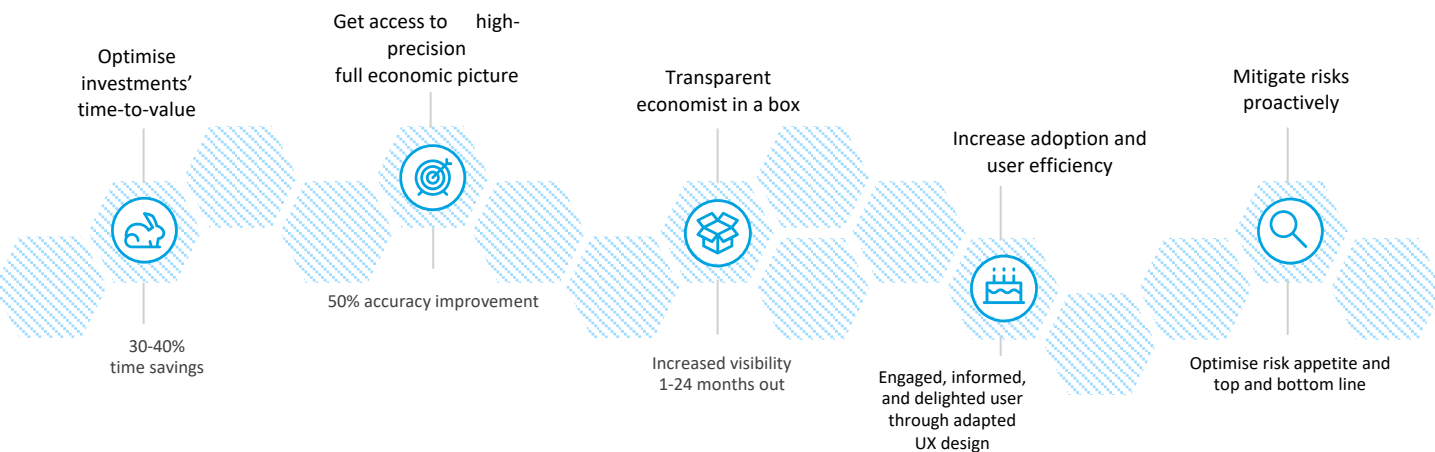 Optimise
investments’
time-to-value
30-40%
time savings
Get access to high-
precision
full economic picture
50% accuracy improvement
Transparent
economist in a box
Increased visibility
1-24 months out
Increase adoption and
user efficiency
Engaged, informed,
and delighted user
through adapted
UX design
Mitigate risks
proactively
Optimise risk appetite and
top and bottom line